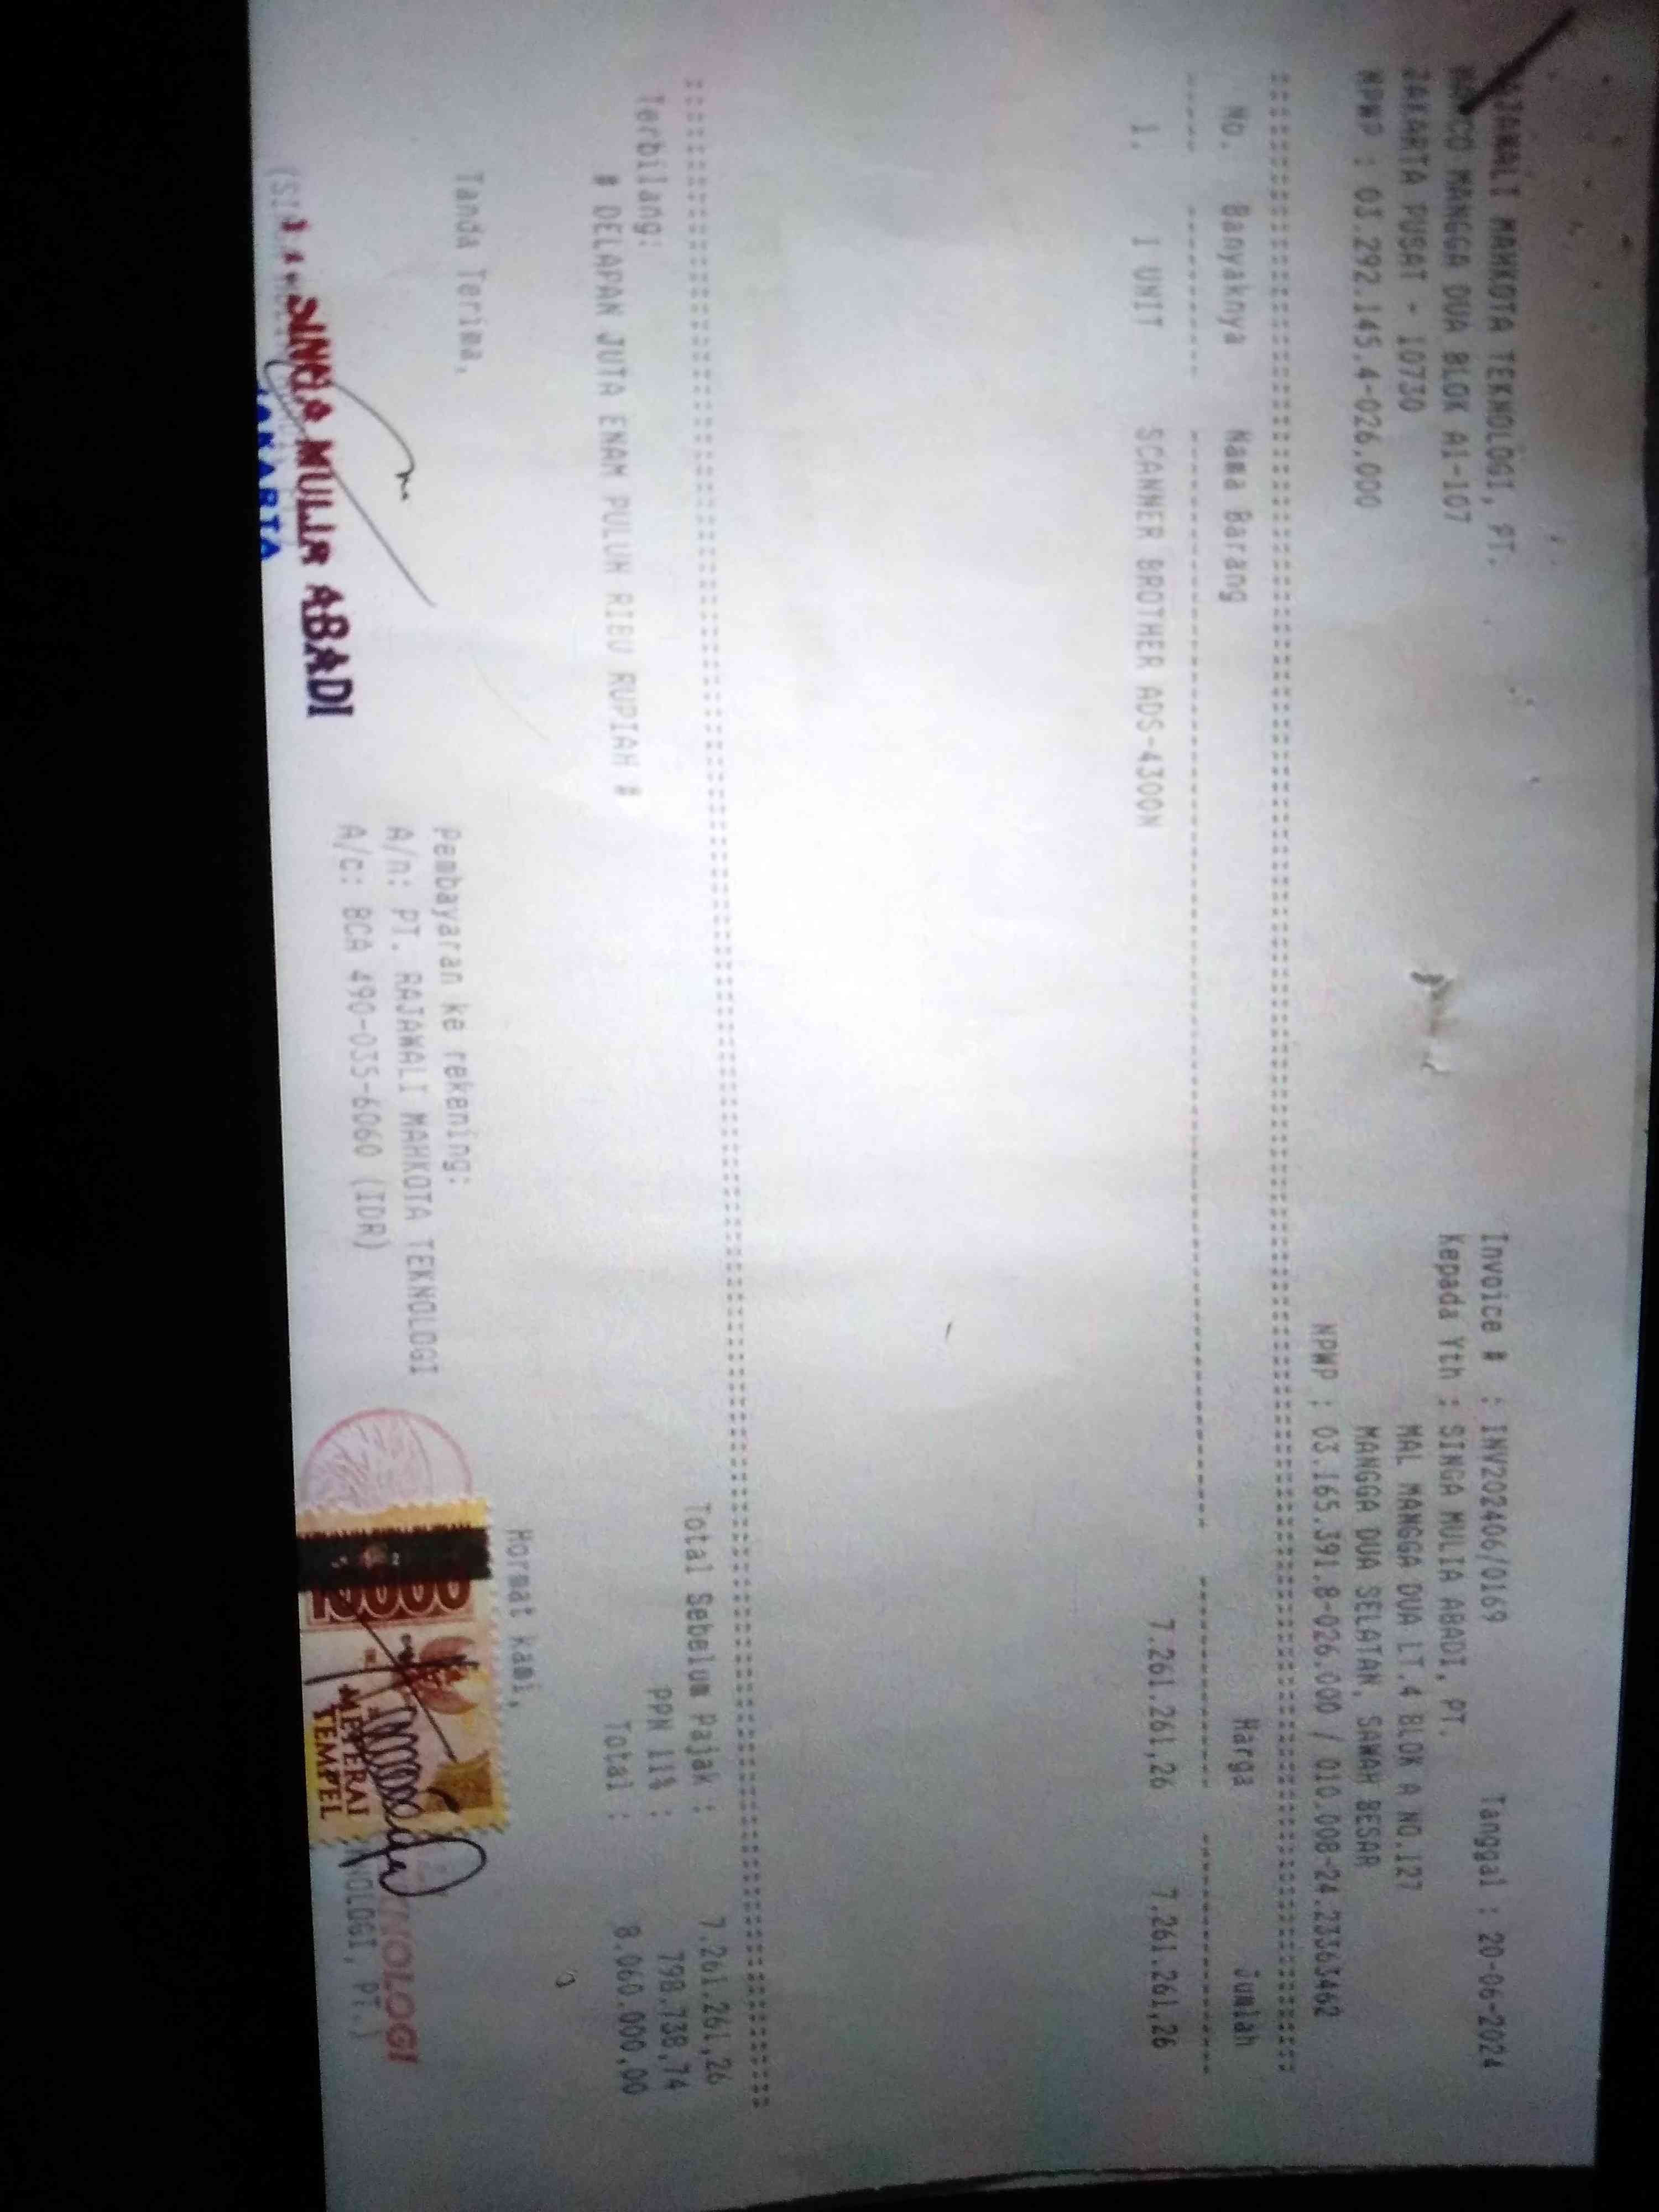 RAJAWALI MAHKOTA TEKNOLOGI, PT.
MANGGA DUA BLOK A1-107
JAKARTA PUSAT - 10730
NPWP : 03.292.145.4-026.000
Invoice # : INV202406/0169 Tanggal : 20-06-2024
Kepada Yth : SINGA MULIA ABADI, PT.
MAL MANGGA DUA LT.4 BLOK A NO.127
MANGGA DUA SELATAN, SAWAH BESAR
NPWP : 03.165.391.8-026.000 / 010.008-24.23363462
No. Banyaknya Nama Barang Harga Jumlah
1. 1 UNIT SCANNER BROTHER ADS-4300N 7.261.261,26 7.261.261,26
Total Sebelum Pajak : 7.261.261,26
PPN 11% : 798.738,74
Total : 8.060.000,00
Terbilang:
# DELAPAN JUTA ENAM PULUH RIBU RUPIAH #
Tanda Terima,
SINGA MULIA ABADI
JAKARTA
Pembayaran ke rekening:
A/n: PT. RAJAWALI MAHKOTA TEKNOLOGI
A/c: BCA 490-035-6060 (IDR)
Hormat kami,
METERAI
TEMPEL
NOLOGI
NOLOGI, PT.)